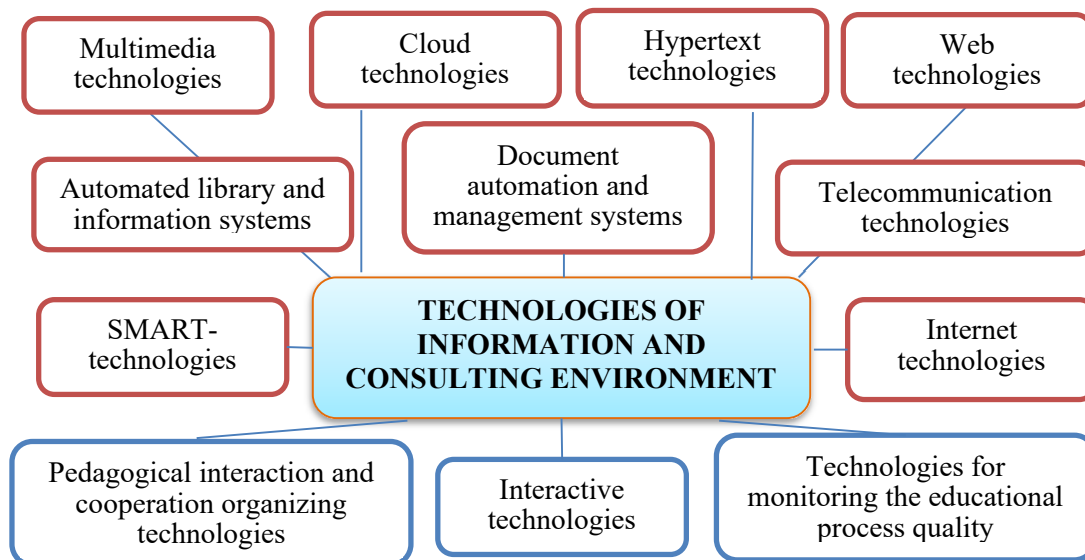 Multimedia
technologies
Cloud
technologies
Hypertext
technologies
Web
technologies
Automated library and
information systems
Document
automation and
management systems
Telecommunication
technologies
SMART-
technologies
TECHNOLOGIES OF
INFORMATION AND
CONSULTING ENVIRONMENT
Internet
technologies
Pedagogical interaction and
cooperation organizing
technologies
Interactive
technologies
Technologies for
monitoring the educational
process quality